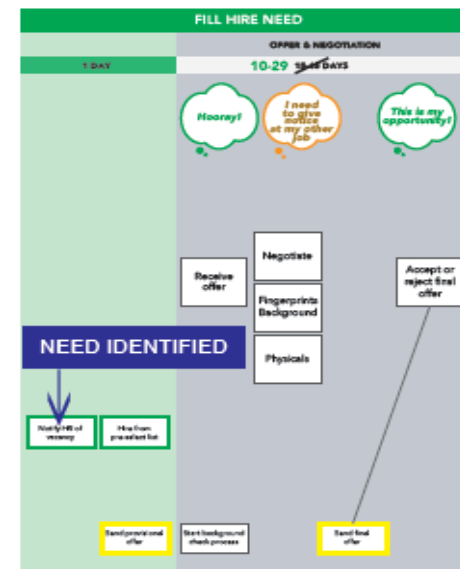 FILL HIRE NEED
OFFER & NEGOTIATION
1 DAY
10-29 DAYS
Hooray!
I need
to give
notice
at my other
job
This is my
opportunity!
Receive
offer
Negotiate
Fingerprints
Background
Physicals
Accept or
reject final
offer
NEED IDENTIFIED
Notify HR of
vacancy
Hire from
pre-select list
Send provisional
offer
Start background
check process
Send final
offer